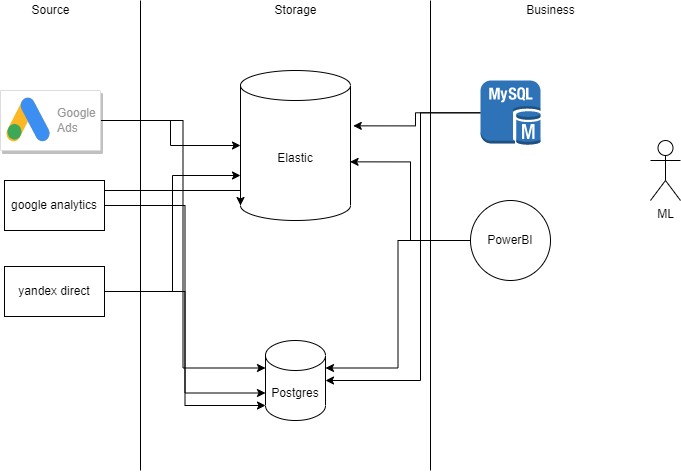 Source
Storage
Business
Google
Ads
MySQL
M
Elastic
google analytics
ML
PowerBI
yandex direct
Postgres